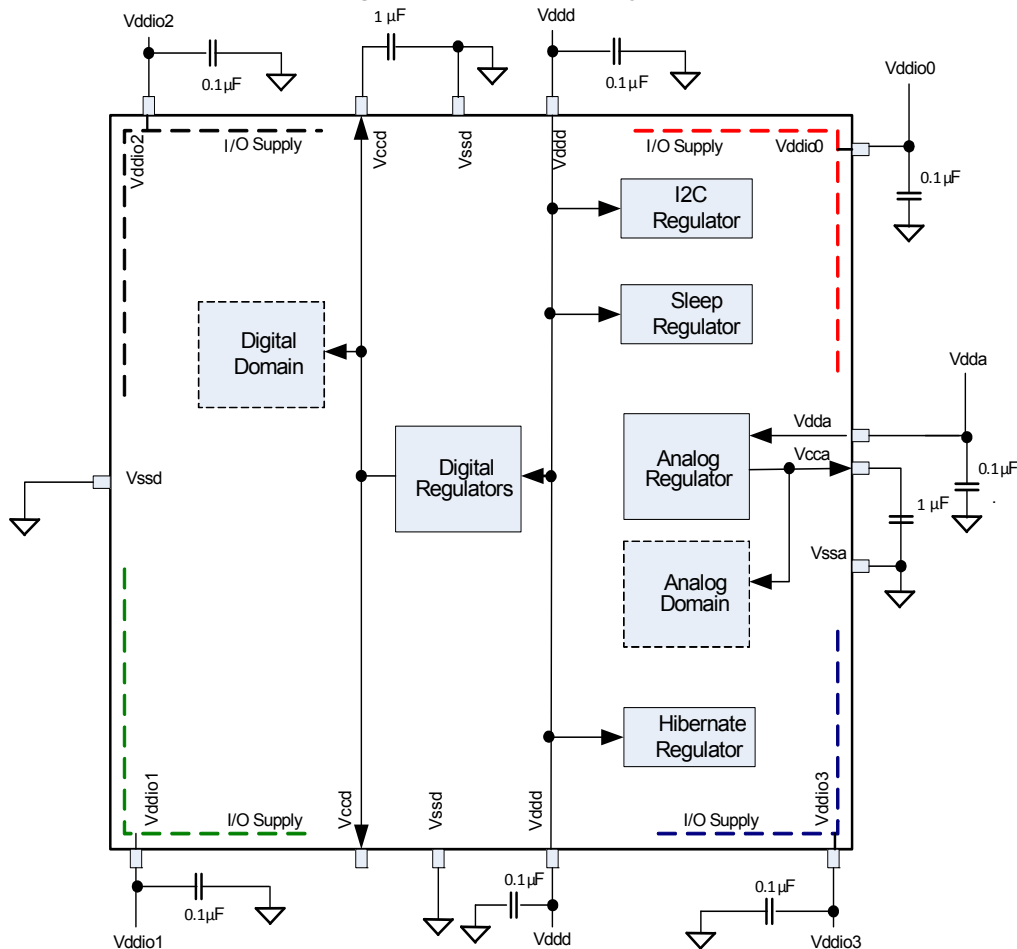 Vddio2
1 µF
Vddd
0.1µF
0.1µF
Vddio0
0.1µF
Vddio2
I/O Supply
Vccd
Vssd
Vddd
I/O Supply
Vddio0
I2C
Regulator
Sleep
Regulator
Digital
Domain
Vdda
Vdda
Analog
Regulator
Vcca
0.1µF
1 µF
Digital
Regulators
Vssd
Vssa
Analog
Domain
Hibernate
Regulator
Vddio1
I/O Supply
Vccd
Vssd
Vddd
I/O Supply
Vddio3
0.1µF
0.1µF
0.1µF
Vddio1
Vddd
Vddio3